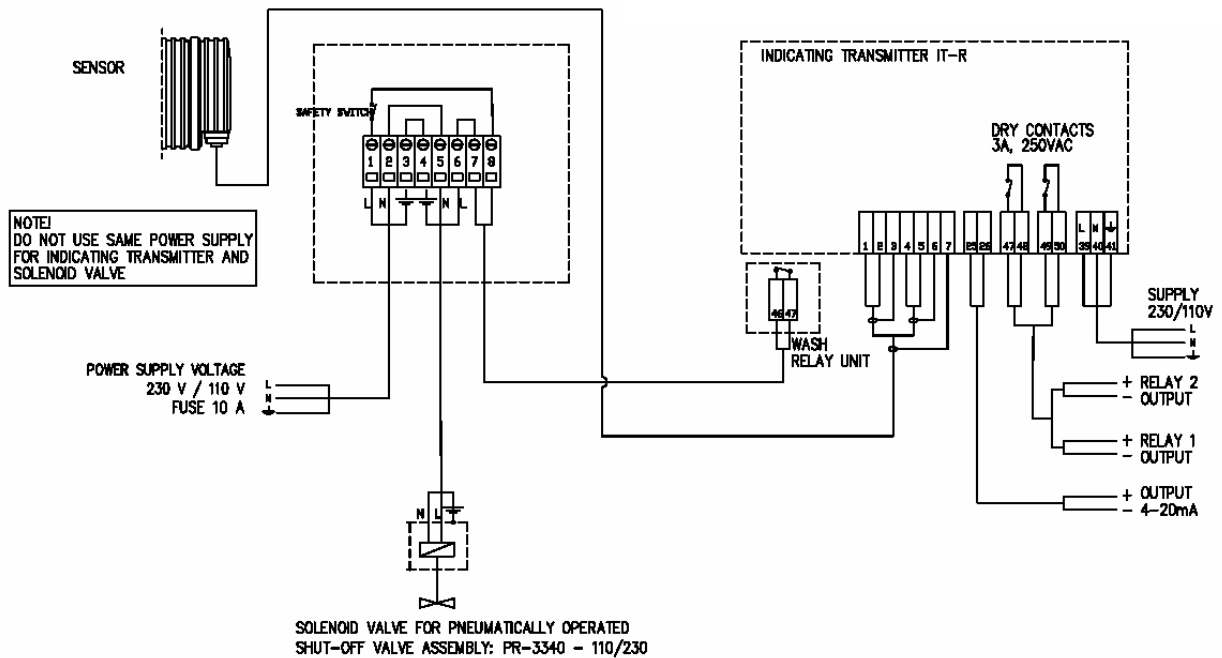 SENSOR
NOTE!
DO NOT USE SAME POWER SUPPLY
FOR INDICATING TRANSMITTER AND
SOLENOID VALVE
SAFETY SWITCH
1 2 3 4 5 6 7 8
L N N L
POWER SUPPLY VOLTAGE
230 V / 110 V
FUSE 10 A
L
N
N L
SOLENOID VALVE FOR PNEUMATICALLY OPERATED
SHUT-OFF VALVE ASSEMBLY: PR-3340 - 110/230
INDICATING TRANSMITTER IT-R
DRY CONTACTS
3A, 250VAC
L N
1 2 3 4 5 6 7 25 26 47 48 49 50 39 40 41
46 47
WASH
RELAY UNIT
SUPPLY
230/110V
L
N
+ RELAY 2
- OUTPUT
+ RELAY 1
- OUTPUT
+ OUTPUT
- 4-20mA